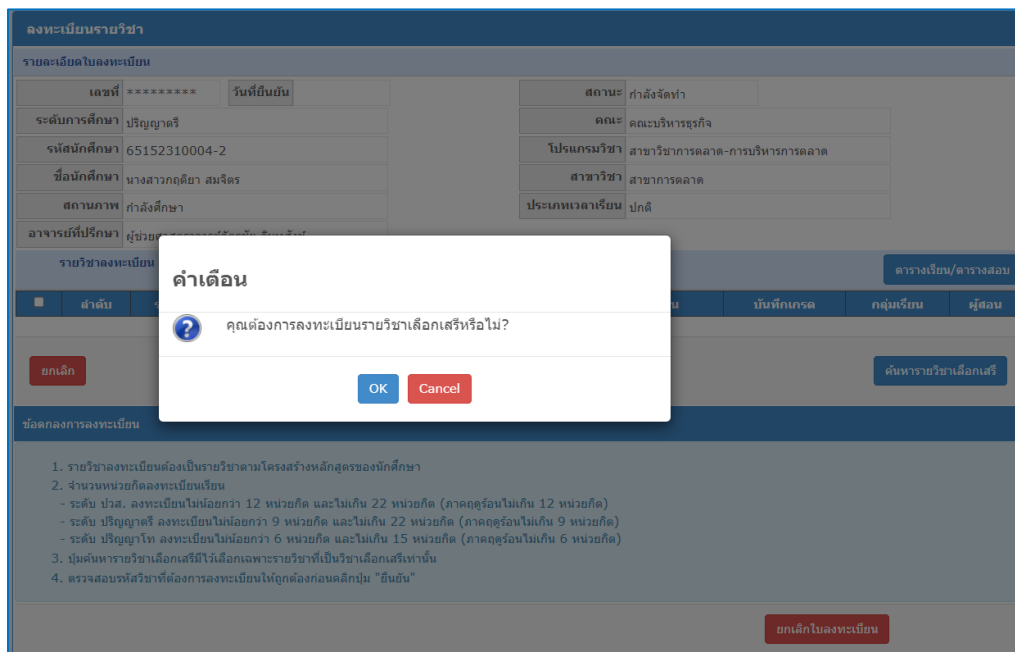 ลงทะเบียนรายวิชา
รายละเอียดใบลงทะเบียน
เลขที่ ********* วันที่ยืนยัน สถานะ กำลังจัดทำ
ระดับการศึกษา ปริญญาตรี คณะ คณะบริหารธุรกิจ
รหัสนักศึกษา 65152310004-2 โปรแกรมวิชา สาขาวิชาการตลาด-การบริหารการตลาด
ชื่อนักศึกษา นางสาวกฤติยา สมจิตร สาขาวิชา สาขาการตลาด
สถานภาพ กำลังศึกษา ประเภทเวลาเรียน ปกติ
อาจารย์ที่ปรึกษา
รายวิชาลงทะเบียน ตารางเรียน/ตารางสอบ
ลำดับ บันทึกเกรด กลุ่มเรียน ผู้สอน
คำเตือน
คุณต้องการลงทะเบียนรายวิชาเลือกเสรีหรือไม่?
OK Cancel
ยกเลิก ค้นหารายวิชาเลือกเสรี
ข้อตกลงการลงทะเบียน
1. รายวิชาลงทะเบียนต้องเป็นรายวิชาตามโครงสร้างหลักสูตรของนักศึกษา
2. จำนวนหน่วยกิตลงทะเบียนเรียน
- ระดับ ปวส. ลงทะเบียนไม่น้อยกว่า 12 หน่วยกิต และไม่เกิน 22 หน่วยกิต (ภาคฤดูร้อนไม่เกิน 12 หน่วยกิต)
- ระดับ ปริญญาตรี ลงทะเบียนไม่น้อยกว่า 9 หน่วยกิต และไม่เกิน 22 หน่วยกิต (ภาคฤดูร้อนไม่เกิน 9 หน่วยกิต)
- ระดับ ปริญญาโท ลงทะเบียนไม่น้อยกว่า 6 หน่วยกิต และไม่เกิน 15 หน่วยกิต (ภาคฤดูร้อนไม่เกิน 6 หน่วยกิต)
3. ปุ่มค้นหารายวิชาเลือกเสรีมีไว้เลือกเฉพาะรายวิชาที่เป็นวิชาเลือกเสรีเท่านั้น
4. ตรวจสอบรหัสวิชาที่ต้องการลงทะเบียนให้ถูกต้องก่อนคลิกปุ่ม "ยืนยัน"
ยกเลิกใบลงทะเบียน